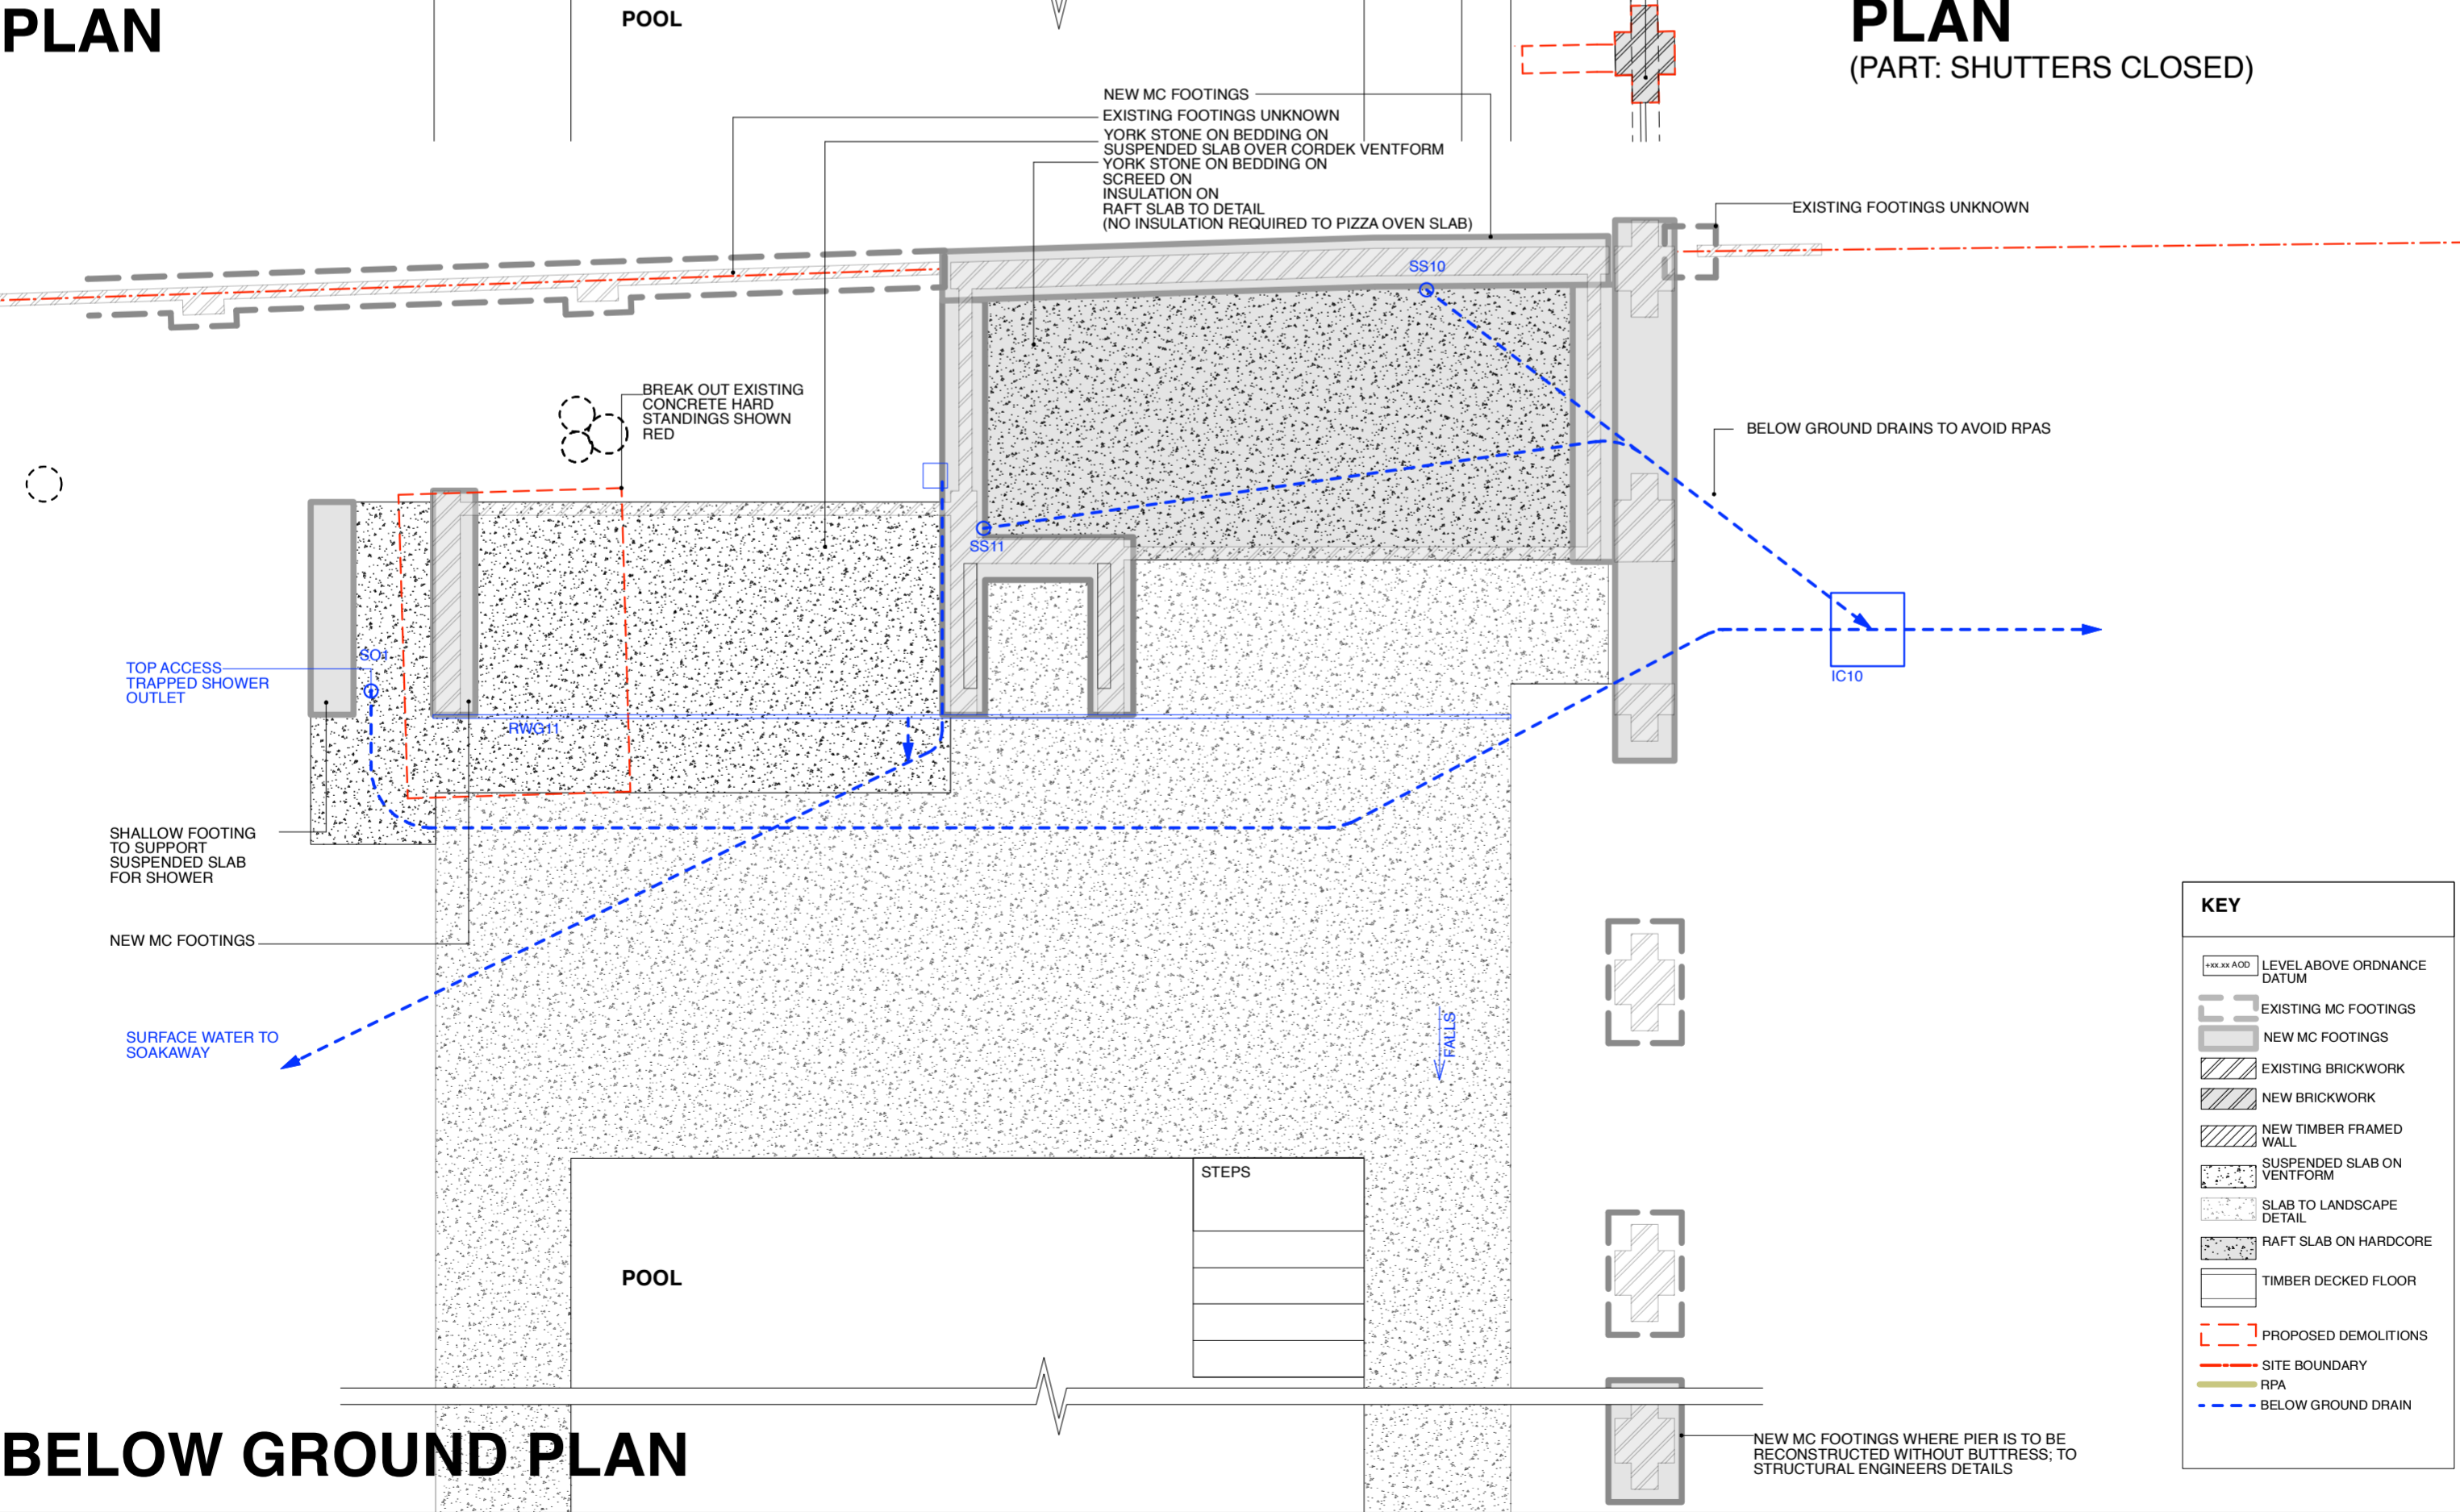 PLAN
POOL
PLAN
(PART: SHUTTERS CLOSED)
NEW MC FOOTINGS
EXISTING FOOTINGS UNKNOWN
YORK STONE ON BEDDING ON
SUSPENDED SLAB OVER CORDEK VENTFORM
YORK STONE ON BEDDING ON
SCREED ON
INSULATION ON
RAFT SLAB TO DETAIL
(NO INSULATION REQUIRED TO PIZZA OVEN SLAB)
EXISTING FOOTINGS UNKNOWN
SS10
BREAK OUT EXISTING
CONCRETE HARD
STANDINGS SHOWN
RED
BELOW GROUND DRAINS TO AVOID RPAS
SS11
SO1
TOP ACCESS
TRAPPED SHOWER
OUTLET
IC10
RWG11
SHALLOW FOOTING
TO SUPPORT
SUSPENDED SLAB
FOR SHOWER
NEW MC FOOTINGS
SURFACE WATER TO
SOAKAWAY
FALLS
STEPS
POOL
BELOW GROUND PLAN
NEW MC FOOTINGS WHERE PIER IS TO BE
RECONSTRUCTED WITHOUT BUTTRESS; TO
STRUCTURAL ENGINEERS DETAILS
KEY
+xx.xx AOD LEVEL ABOVE ORDNANCE
DATUM
EXISTING MC FOOTINGS
NEW MC FOOTINGS
EXISTING BRICKWORK
NEW BRICKWORK
NEW TIMBER FRAMED
WALL
SUSPENDED SLAB ON
VENTFORM
SLAB TO LANDSCAPE
DETAIL
RAFT SLAB ON HARDCORE
TIMBER DECKED FLOOR
PROPOSED DEMOLITIONS
SITE BOUNDARY
RPA
BELOW GROUND DRAIN